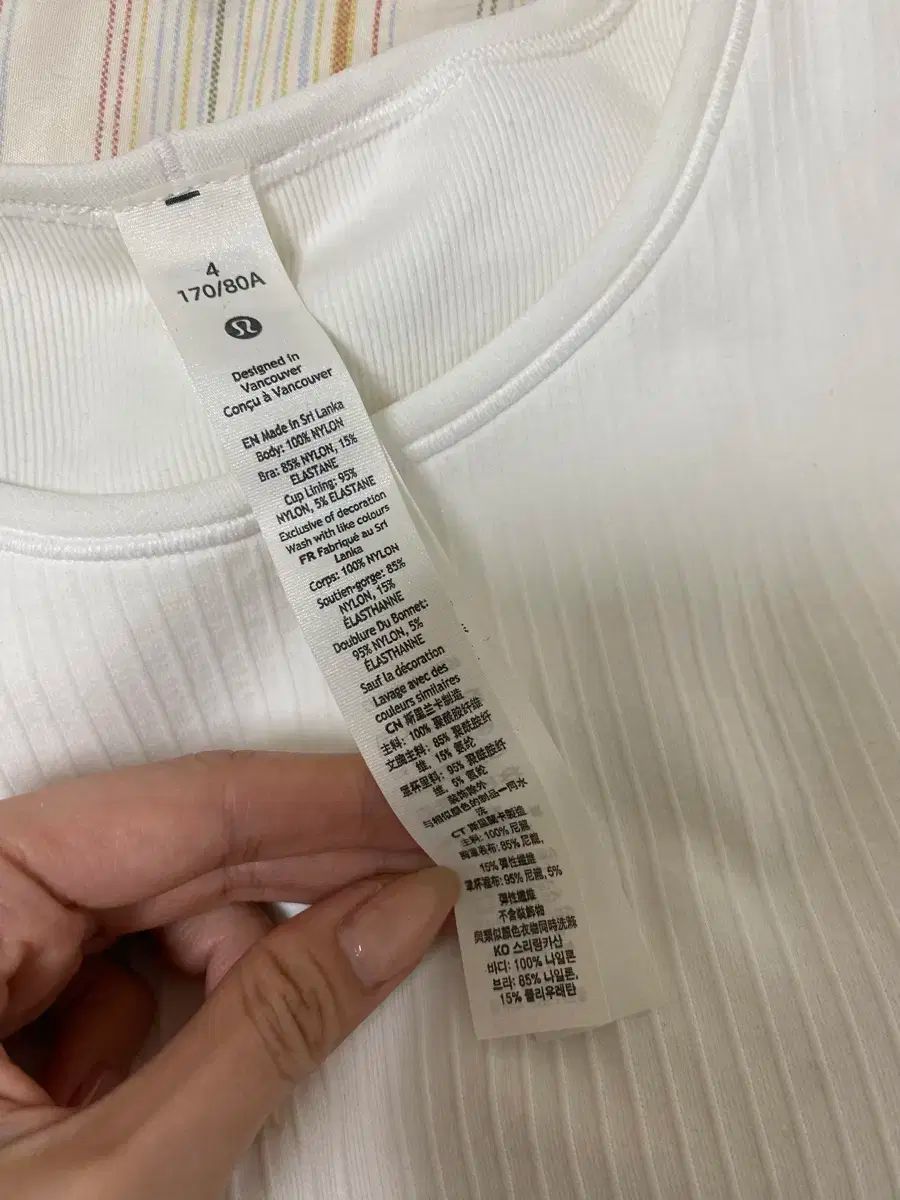 4
170/80A
Designed in
Vancouver
Conçu à Vancouver
EN Made in Sri Lanka
Body: 100% NYLON
Bra: 85% NYLON, 15%
ELASTANE
Cup Lining: 95%
NYLON, 5% ELASTANE
Exclusive of decoration
Wash with like colours
FR Fabriqué au Sri
Lanka
Corps: 100% NYLON
Soutien-gorge: 85%
NYLON, 15%
ÉLASTHANNE
Doublure Du Bonnet:
95% NYLON, 5%
ÉLASTHANNE
Sauf la décoration
Lavage avec des
couleurs similaires
CN 斯里兰卡制造
主料: 100% 聚酰胺纤维
文胸主料: 85% 聚酰胺纤
维, 15% 氨纶
罩杯里料: 95% 聚酰胺纤
维, 5% 氨纶
装饰除外
与相似颜色的制品一同水
洗
CT 斯里蘭卡製造
主料: 100% 尼龍
胸罩表布: 85% 尼龍,
15% 彈性纖維
罩杯裡布: 95% 尼龍, 5%
彈性纖維
不含裝飾物
與類似顏色衣物同時洗滌
KO 스리랑카산
바디: 100% 나일론
브라: 85% 나일론,
15% 폴리우레탄